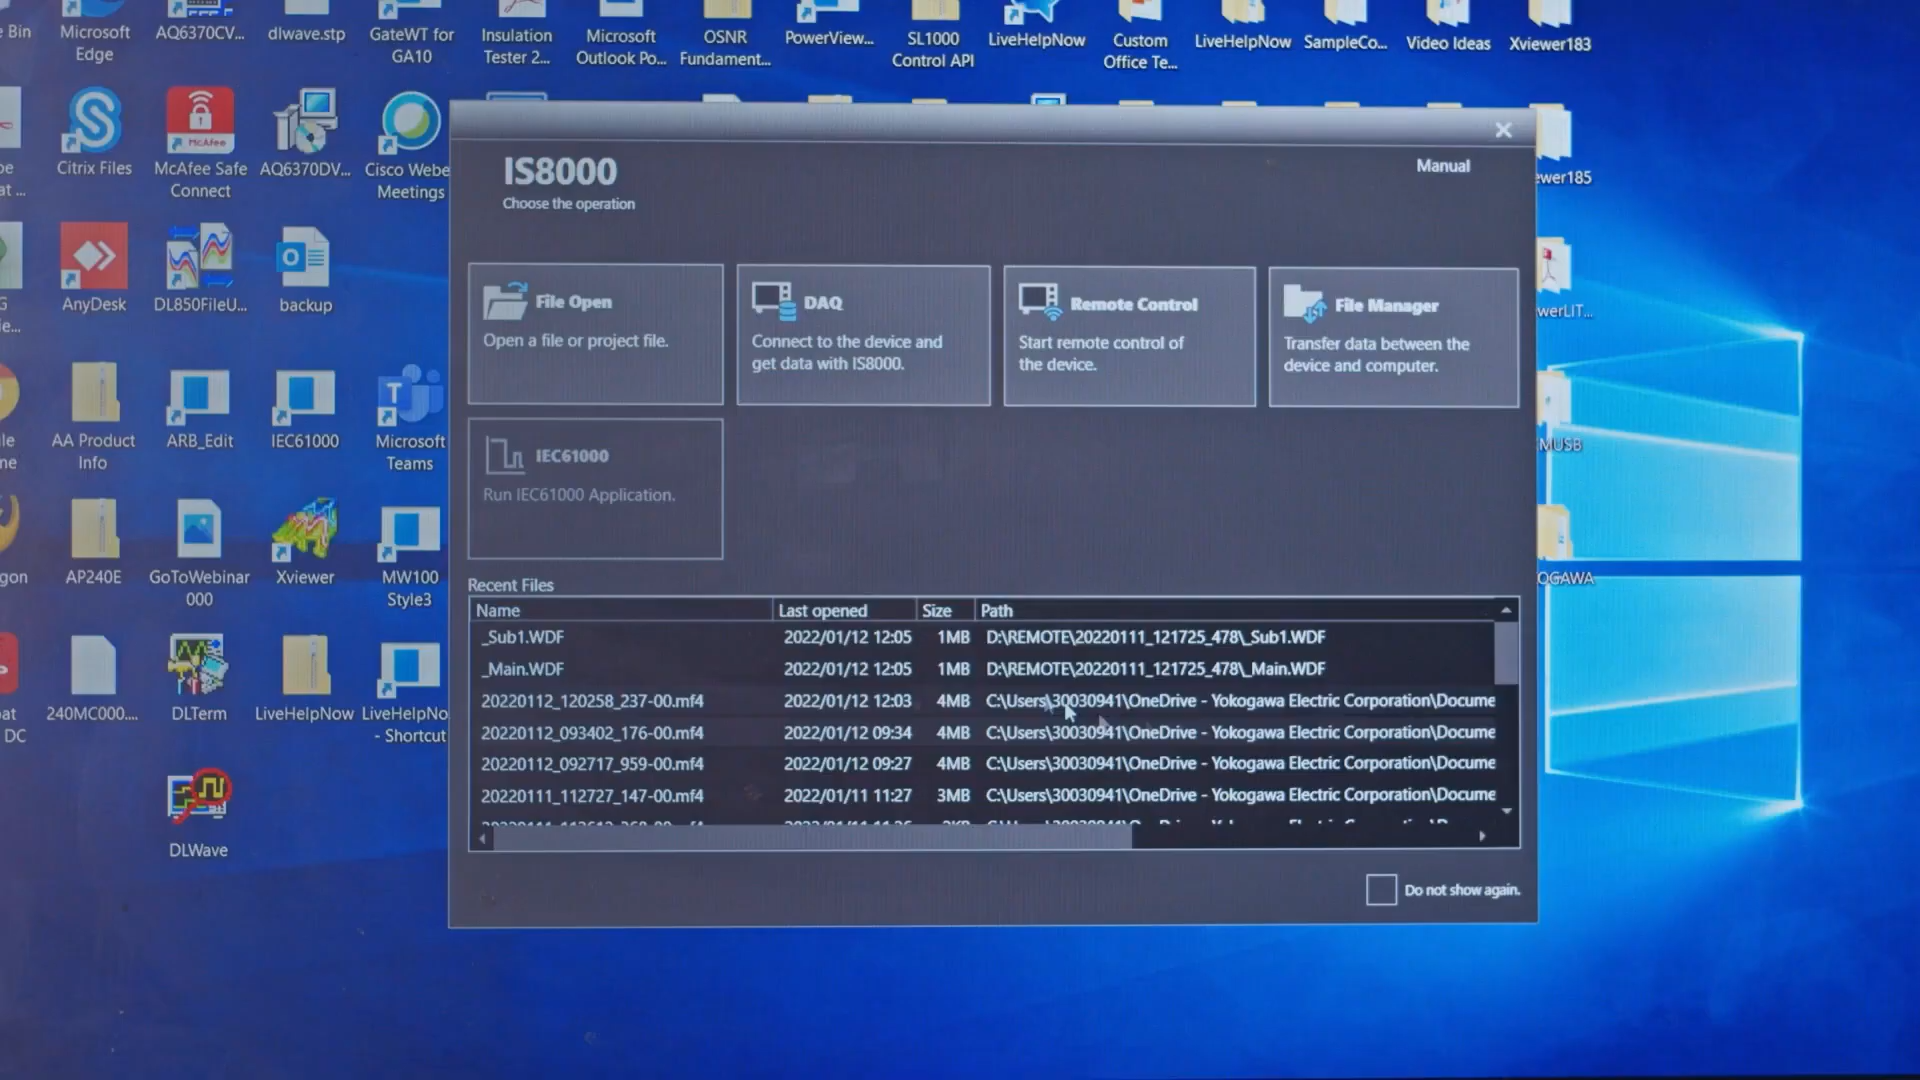 Bin
Microsoft
Edge
AQ6370CV...
dlwave.stp
GateWT for
GA10
Insulation
Tester 2...
Microsoft
Outlook Po...
OSNR
Fundament...
PowerView...
SL1000
Control API
LiveHelpNow
Custom
Office Te...
LiveHelpNow
SampleCo...
Video Ideas
Xviewer183
Citrix Files
McAfee
McAfee Safe
Connect
AQ6370DV...
Cisco Webe
Meetings
ewer185
AnyDesk
DL850FileU...
backup
werLIT...
AA Product
Info
ARB_Edit
IEC61000
Microsoft
Teams
MUSB
gon
AP240E
GoToWebinar
000
Xviewer
MW100
Style3
OGAWA
at
DC
240MC000....
DLTerm
LiveHelpNow
LiveHelpNo
- Shortcut
DLWave
IS8000
Choose the operation
Manual
File Open
Open a file or project file.
DAQ
Connect to the device and
get data with IS8000.
Remote Control
Start remote control of
the device.
File Manager
Transfer data between the
device and computer.
IEC61000
Run IEC61000 Application.
Recent Files
Name Last opened Size Path
_Sub1.WDF 2022/01/12 12:05 1MB D:\REMOTE\20220111_121725_478\_Sub1.WDF
_Main.WDF 2022/01/12 12:05 1MB D:\REMOTE\20220111_121725_478\_Main.WDF
20220112_120258_237-00.mf4 2022/01/12 12:03 4MB C:\Users\30030941\OneDrive - Yokogawa Electric Corporation\Docume
20220112_093402_176-00.mf4 2022/01/12 09:34 4MB C:\Users\30030941\OneDrive - Yokogawa Electric Corporation\Docume
20220112_092717_959-00.mf4 2022/01/12 09:27 4MB C:\Users\30030941\OneDrive - Yokogawa Electric Corporation\Docume
20220111_112727_147-00.mf4 2022/01/11 11:27 3MB C:\Users\30030941\OneDrive - Yokogawa Electric Corporation\Docume
Do not show again.